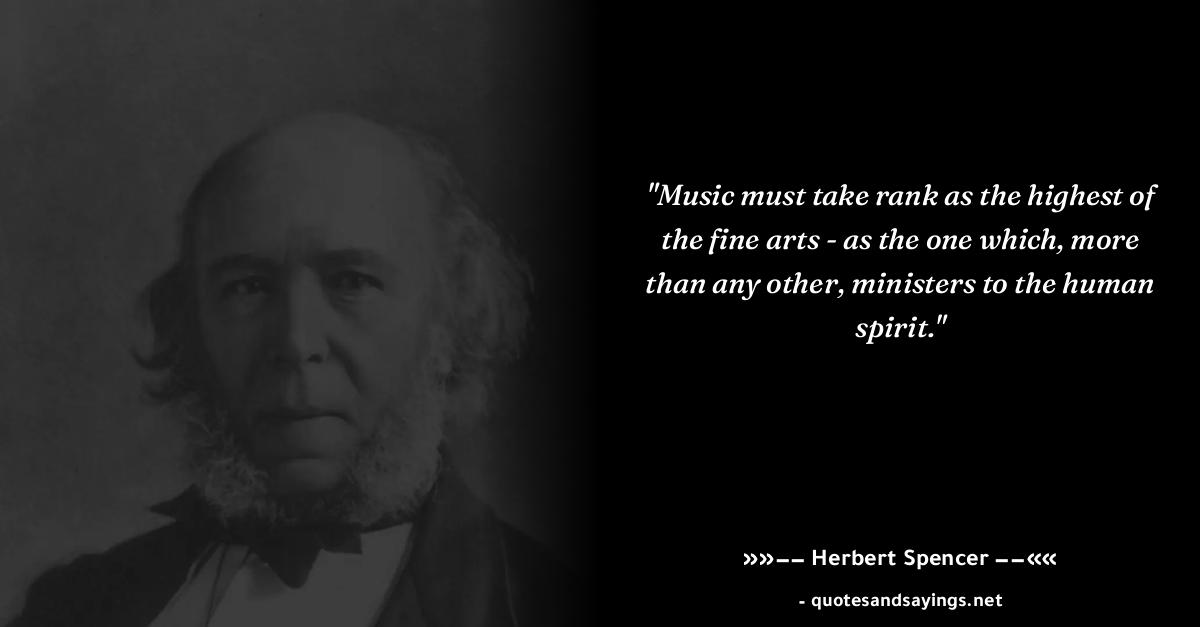 "Music must take rank as the highest of
the fine arts - as the one which, more
than any other, ministers to the human
spirit."
»»−− Herbert Spencer −−««
- quotesandsayings.net